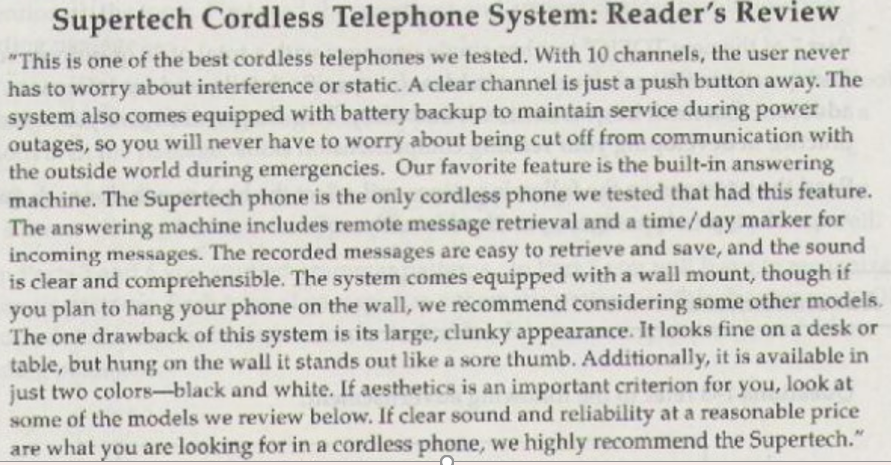 Supertech Cordless Telephone System: Reader's Review
"This is one of the best cordless telephones we tested. With 10 channels, the user never
has to worry about interference or static. A clear channel is just a push button away. The
system also comes equipped with battery backup to maintain service during power
outages, so you will never have to worry about being cut off from communication with
the outside world during emergencies. Our favorite feature is the built-in answering
machine. The Supertech phone is the only cordless phone we tested that had this feature.
The answering machine includes remote message retrieval and a time/day marker for
incoming messages. The recorded messages are easy to retrieve and save, and the sound
is clear and comprehensible. The system comes equipped with a wall mount, though if
you plan to hang your phone on the wall, we recommend considering some other models.
The one drawback of this system is its large, clunky appearance. It looks fine on a desk or
table, but hung on the wall it stands out like a sore thumb. Additionally, it is available in
just two colors—black and white. If aesthetics is an important criterion for you, look at
some of the models we review below. If clear sound and reliability at a reasonable price
are what you are looking for in a cordless phone, we highly recommend the Supertech."